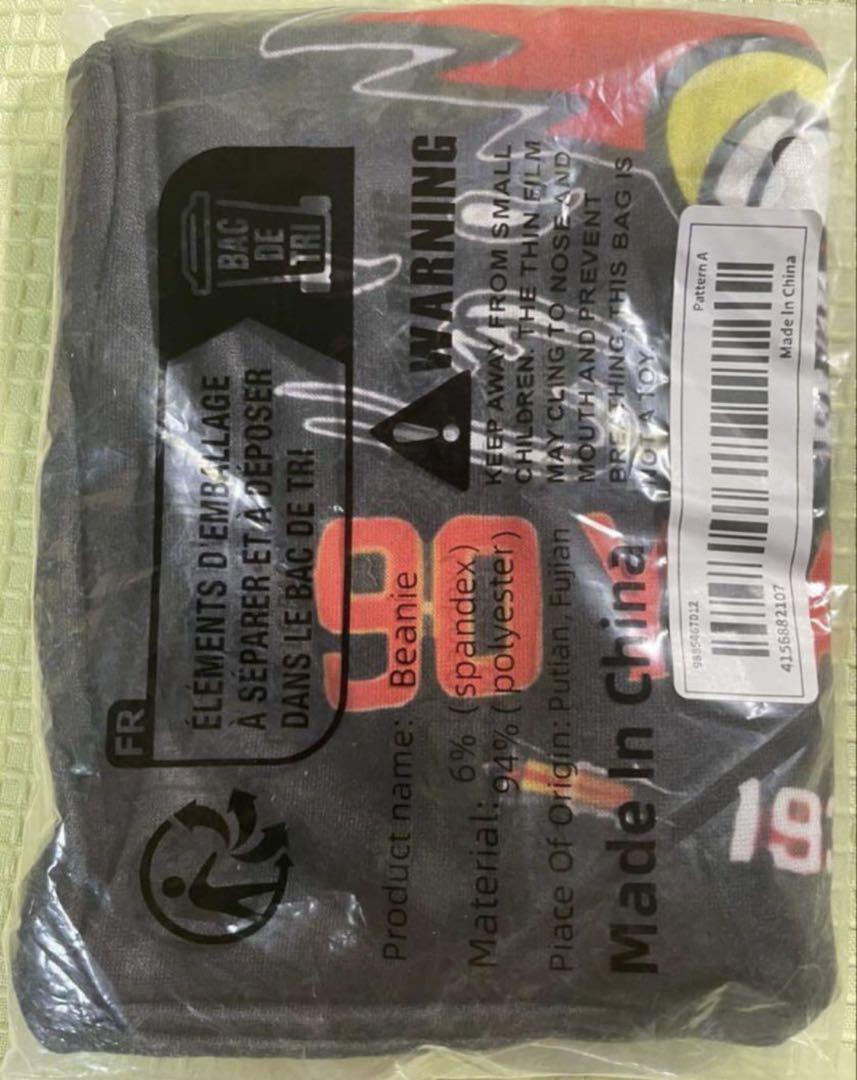 BAC
DE
TRI
FR
ÉLÉMENTS D'EMBALLAGE
À SÉPARER ET À DÉPOSER
DANS LE BAC DE TRI
WARNING
KEEP AWAY FROM SMALL
CHILDREN. THE THIN FILM
MAY CLING TO NOSE AND
MOUTH AND PREVENT
BREATHING. THIS BAG IS
NOT A TOY
Product name: Beanie
Material: 6% (spandex)
94% (polyester)
Place Of Origin: Putian, Fujian
Made In China
Pattern A
Made In China
9885467012
4156882107
90